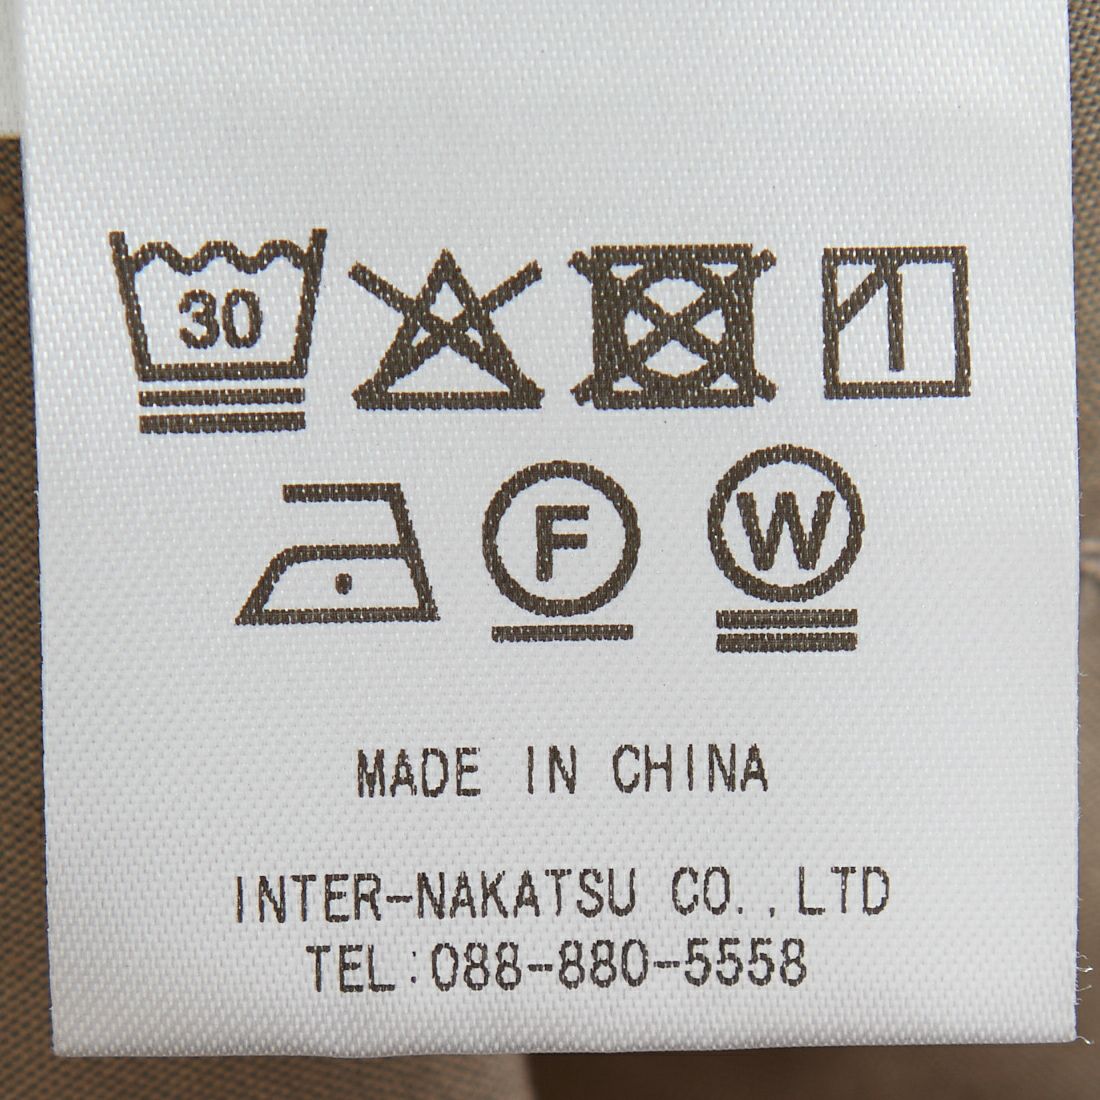 30
F W
MADE IN CHINA
INTER-NAKATSU CO.,LTD
TEL:088-880-5558